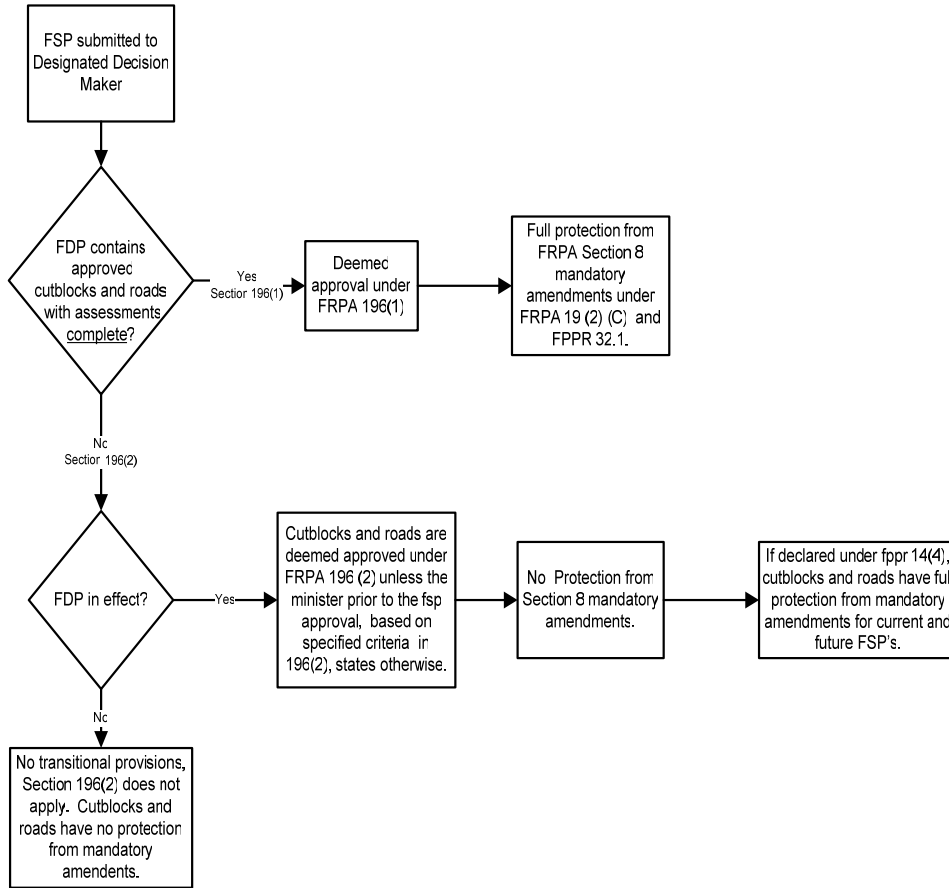 FSP submitted to
Designated Decision
Maker
FDP contains
approved
cutblocks and roads
with assessments
complete?
Yes
Section 196(1)
Deemed
approval under
FRPA 196(1)
Full protection from
FRPA Section 8
mandatory
amendments under
FRPA 19 (2) (C) and
FPPR 32.1.
No
Section 196(2)
FDP in effect?
Yes
Cutblocks and roads are
deemed approved under
FRPA 196 (2) unless the
minister prior to the fsp
approval, based on
specified criteria in
196(2), states otherwise.
No Protection from
Section 8 mandatory
amendments.
If declared under fppr 14(4),
cutblocks and roads have full
protection from mandatory
amendments for current and
future FSP's.
No
No transitional provisions,
Section 196(2) does not
apply. Cutblocks and
roads have no protection
from mandatory
amendents.